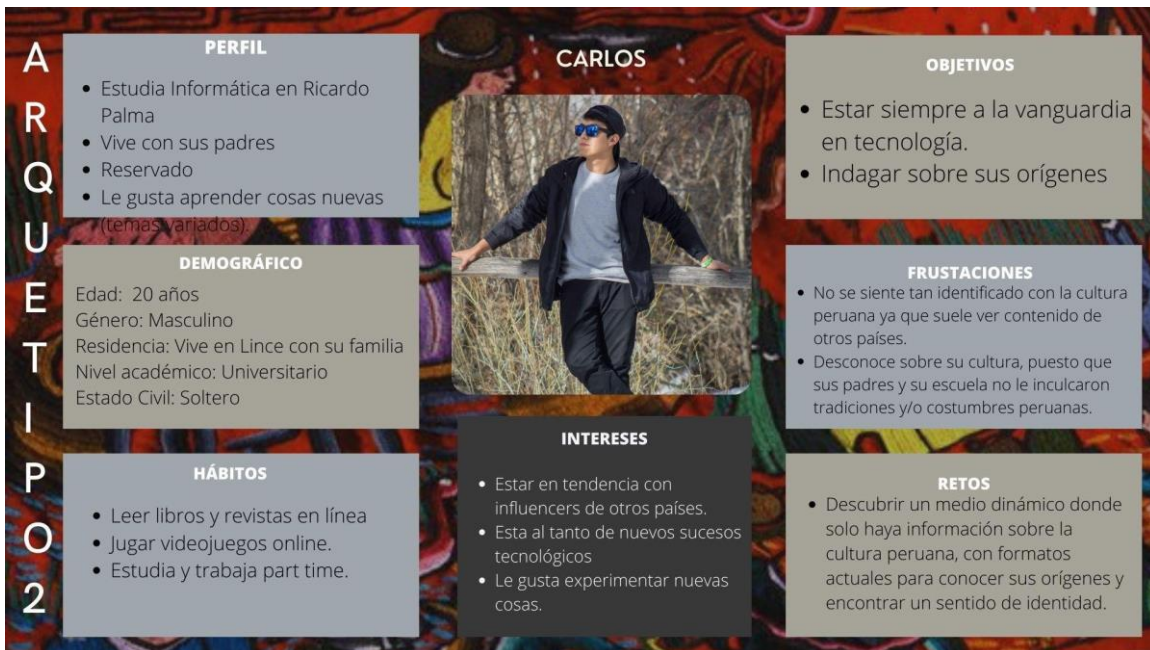 ARQUETIPO2
PERFIL
• Estudia Informática en Ricardo
Palma
• Vive con sus padres
• Reservado
• Le gusta aprender cosas nuevas
(temas variados).
DEMOGRÁFICO
Edad:  20 años
Género: Masculino
Residencia: Vive en Lince con su familia
Nivel académico: Universitario
Estado Civil: Soltero
HÁBITOS
• Leer libros y revistas en línea
• Jugar videojuegos online.
• Estudia y trabaja part time.
CARLOS
INTERESES
• Estar en tendencia con
influencers de otros países.
• Esta al tanto de nuevos sucesos
tecnológicos
• Le gusta experimentar nuevas
cosas.
OBJETIVOS
• Estar siempre a la vanguardia
en tecnología.
• Indagar sobre sus orígenes
FRUSTACIONES
• No se siente tan identificado con la cultura
peruana ya que suele ver contenido de
otros países.
• Desconoce sobre su cultura, puesto que
sus padres y su escuela no le inculcaron
tradiciones y/o costumbres peruanas.
RETOS
• Descubrir un medio dinámico donde
solo haya información sobre la
cultura peruana, con formatos
actuales para conocer sus orígenes y
encontrar un sentido de identidad.